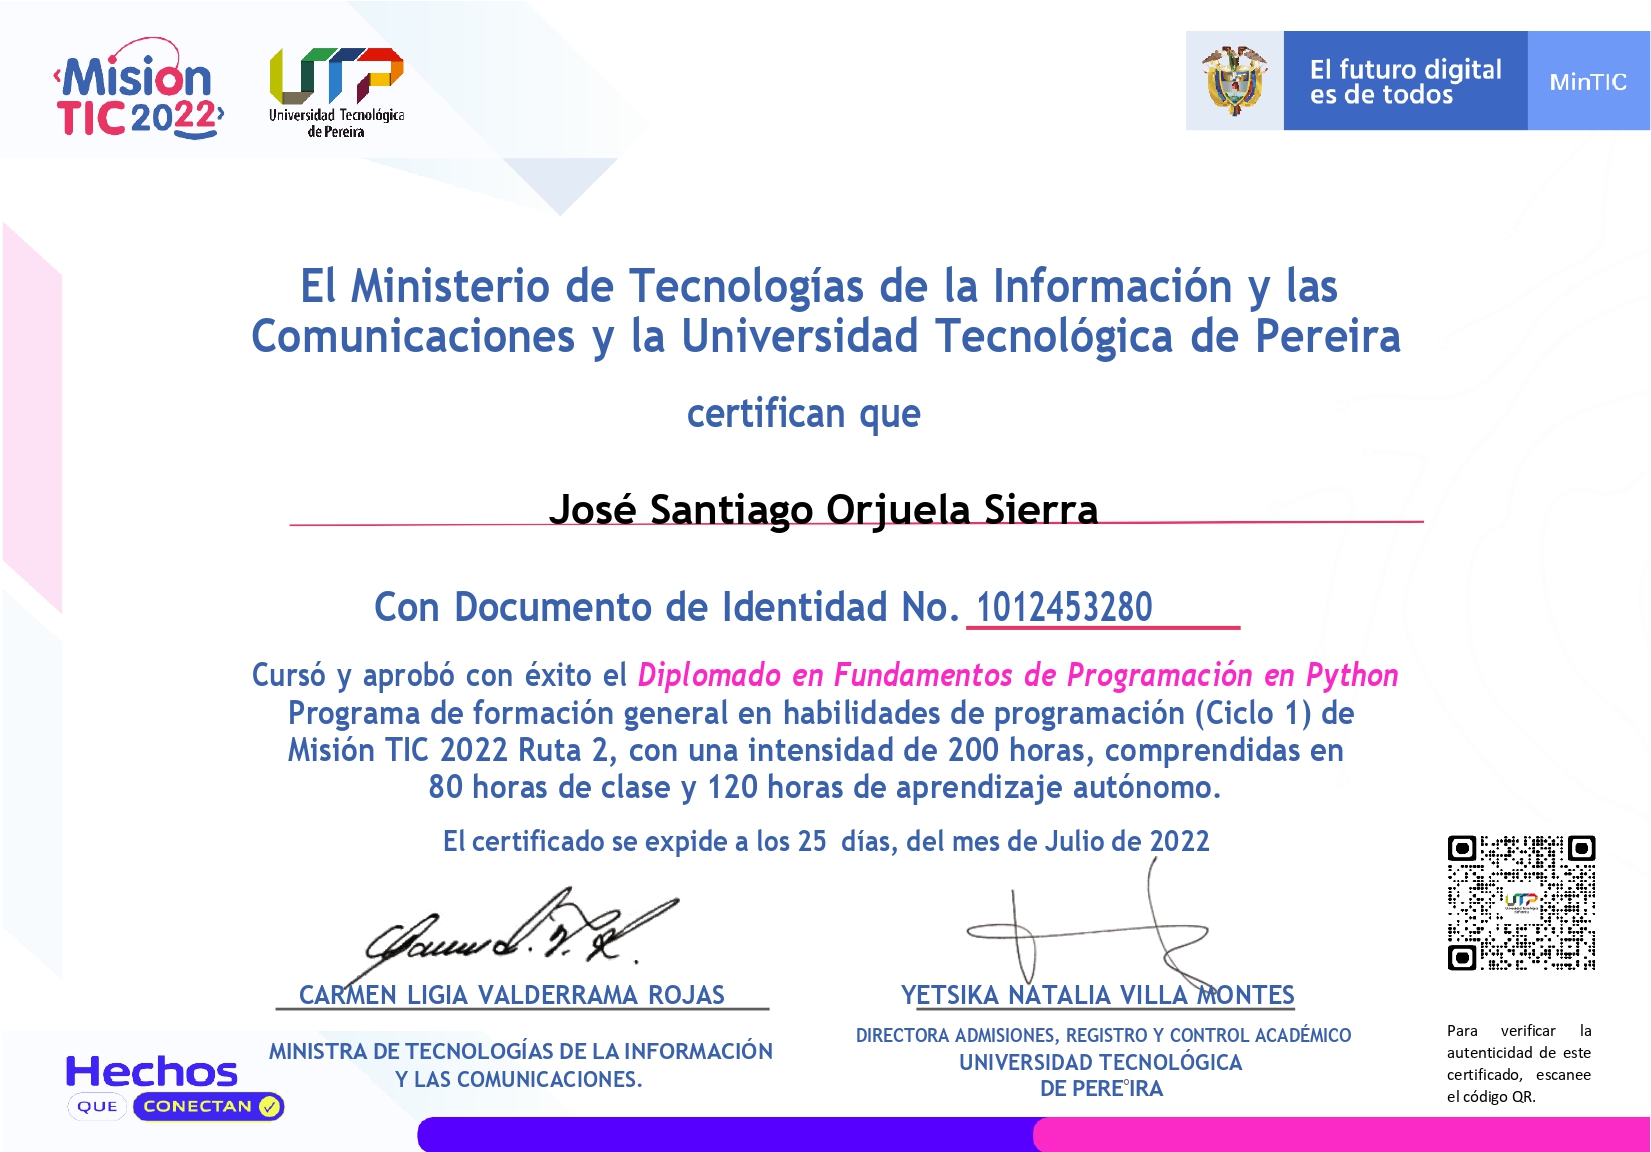 ‹Misión
TIC 2022›
UTP
Universidad Tecnológica
de Pereira
El futuro digital
es de todos
MinTIC
El Ministerio de Tecnologías de la Información y las
Comunicaciones y la Universidad Tecnológica de Pereira
certifican que
José Santiago Orjuela Sierra
Con Documento de Identidad No. 1012453280
Cursó y aprobó con éxito el Diplomado en Fundamentos de Programación en Python
Programa de formación general en habilidades de programación (Ciclo 1) de
Misión TIC 2022 Ruta 2, con una intensidad de 200 horas, comprendidas en
80 horas de clase y 120 horas de aprendizaje autónomo.
El certificado se expide a los 25 días, del mes de Julio de 2022
CARMEN LIGIA VALDERRAMA ROJAS
MINISTRA DE TECNOLOGÍAS DE LA INFORMACIÓN
Y LAS COMUNICACIONES.
YETSIKA NATALIA VILLA MONTES
DIRECTORA ADMISIONES, REGISTRO Y CONTROL ACADÉMICO
UNIVERSIDAD TECNOLÓGICA
DE PERE°IRA
UTP
Para verificar la
autenticidad de este
certificado, escanee
el código QR.
Hechos
QUE CONECTAN